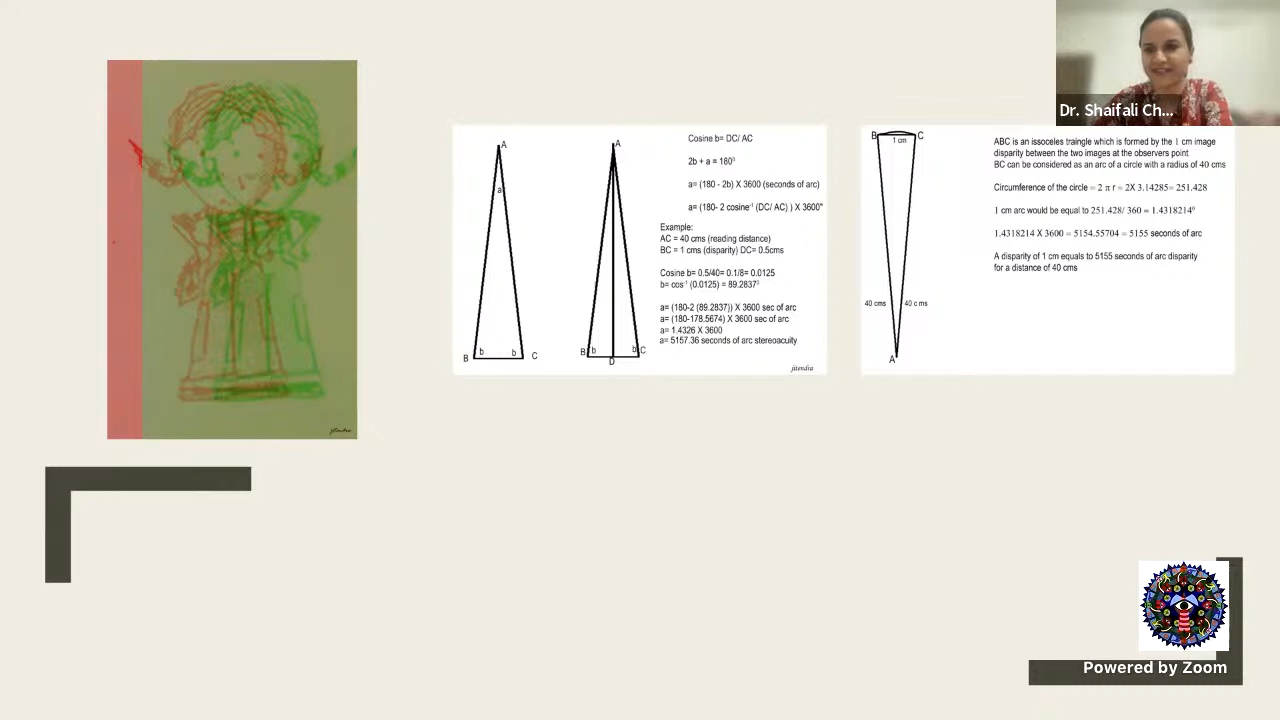 Dr. Shaifali Ch...
jitendra
A
a
B
b
b
C
A
B
b
D
b
C
Cosine b= DC/ AC
2b + a = 180⁰
a= (180 - 2b) X 3600 (seconds of arc)
a= (180- 2 cosine⁻¹ (DC/ AC) ) X 3600"
Example:
AC = 40 cms (reading distance)
BC = 1 cms (disparity) DC= 0.5cms
Cosine b= 0.5/40= 0.1/8= 0.0125
b= cos⁻¹ (0.0125) = 89.2837⁰
a= (180-2 (89.2837)) X 3600 sec of arc
a= (180-178.5674) X 3600 sec of arc
a= 1.4326 X 3600
a= 5157.36 seconds of arc stereoacuity
jitendra
B
C
1 cm
40 cms
40 c ms
A
ABC is an issoceles traingle which is formed by the 1 cm image
disparity between the two images at the observers point
BC can be considered as an arc of a circle with a radius of 40 cms
Circumference of the circle = 2 π r = 2X 3.14285= 251.428
1 cm arc would be equal to 251.428/ 360 = 1.4318214⁰
1.4318214 X 3600 = 5154.55704 = 5155 seconds of arc
A disparity of 1 cm equals to 5155 seconds of arc disparity
for a distance of 40 cms
Powered by Zoom